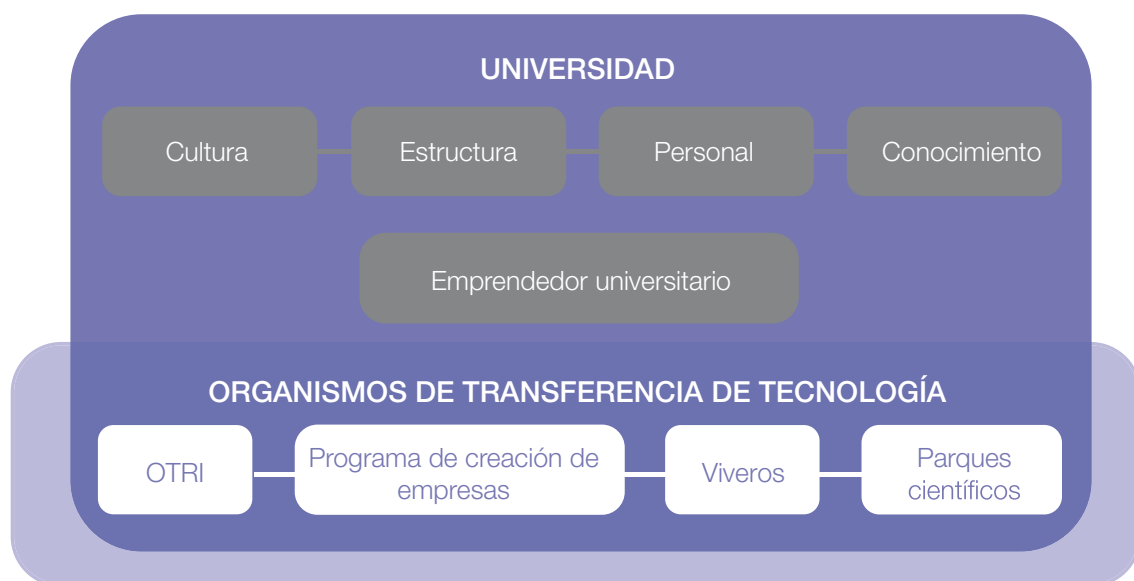 UNIVERSIDAD
Cultura
Estructura
Personal
Conocimiento
Emprendedor universitario
ORGANISMOS DE TRANSFERENCIA DE TECNOLOGÍA
OTRI
Programa de creación de
empresas
Viveros
Parques
científicos